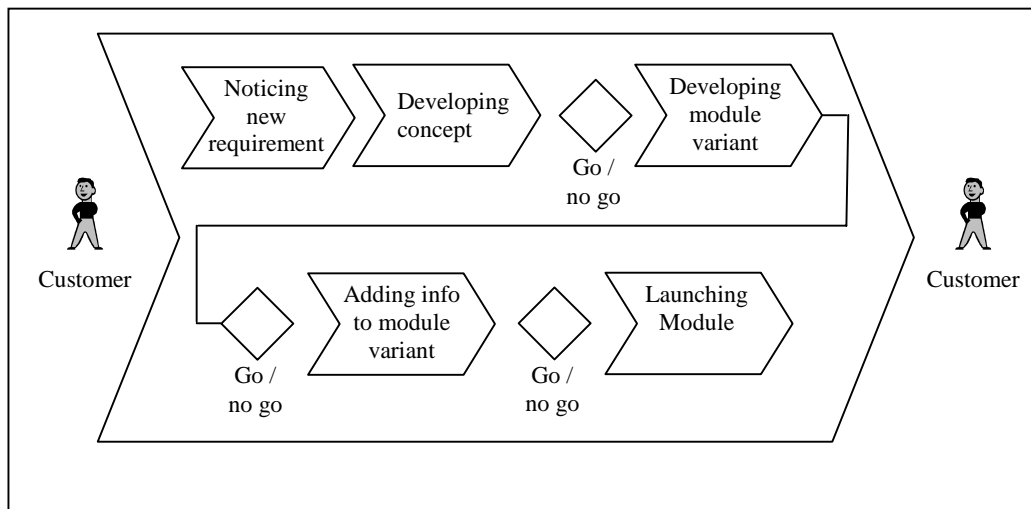 Noticing
new
requirement
Developing
concept
Go /
no go
Developing
module
variant
Customer
Customer
Go /
no go
Adding info
to module
variant
Go /
no go
Launching
Module